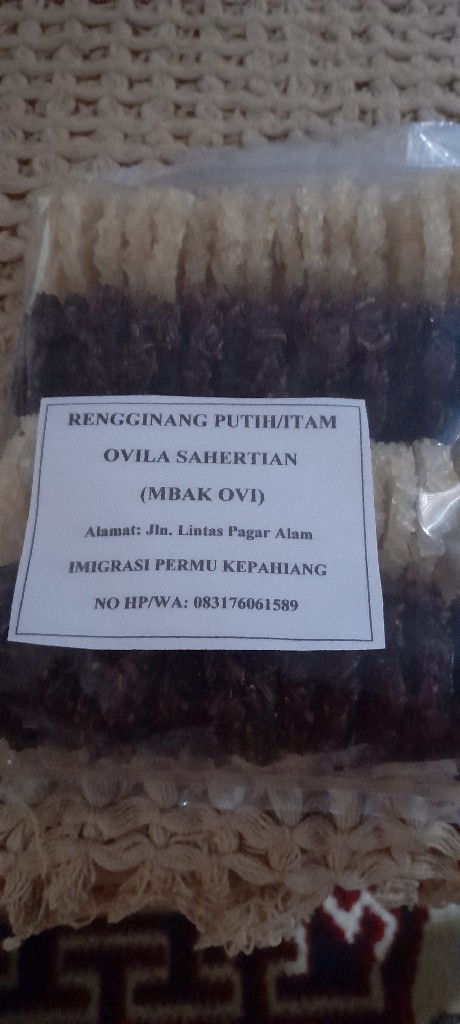 RENGGINANG PUTIH/ITAM
OVILA SAHERTIAN
(MBAK OVI)
Alamat: Jln. Lintas Pagar Alam
IMIGRASI PERMU KEPAHIANG
NO HP/WA: 083176061589